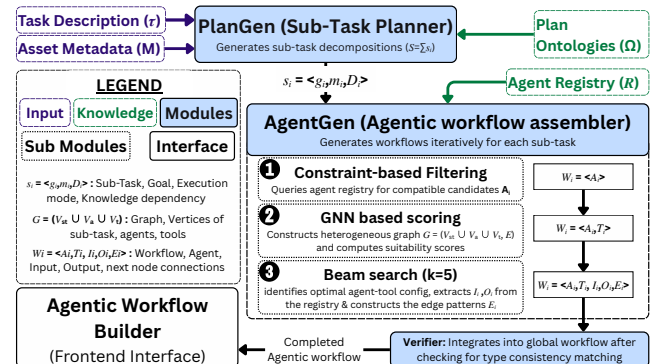 Task Description (τ)
Asset Metadata (M)
PlanGen (Sub-Task Planner)
Generates sub-task decompositions (S=∑sᵢ)
Plan
Ontologies (Ω)
sᵢ = <gᵢ,mᵢ,Dᵢ>
Agent Registry (R)
LEGEND
Input
Knowledge
Modules
Sub Modules
Interface
sᵢ = <gᵢ,mᵢ,Dᵢ> : Sub-Task, Goal, Execution
mode, Knowledge dependency
G = (Vst ∪ Va ∪ Vt) : Graph, Vertices of
sub-task, agents, tools
Wi = <Ai,Ti, Ii,Oi,Ei> : Workflow, Agent,
Input, Output, next node connections
AgentGen (Agentic workflow assembler)
Generates workflows iteratively for each sub-task
1 Constraint-based Filtering
Queries agent registry for compatible candidates Aᵢ
2 GNN based scoring
Constructs heterogeneous graph G = (Vst ∪ Va ∪ Vt, E)
and computes suitability scores
3 Beam search (k=5)
identifies optimal agent-tool config, extracts Iᵢ,Oᵢ from
the registry & constructs the edge patterns Eᵢ
Wᵢ = <Aᵢ>
Wᵢ = <Aᵢ,Tᵢ>
Wᵢ = <Aᵢ,Tᵢ, Iᵢ,Oᵢ,Eᵢ>
Agentic Workflow
Builder
(Frontend Interface)
Completed
Agentic workflow
Verifier: Integrates into global workflow after
checking for type consistency matching